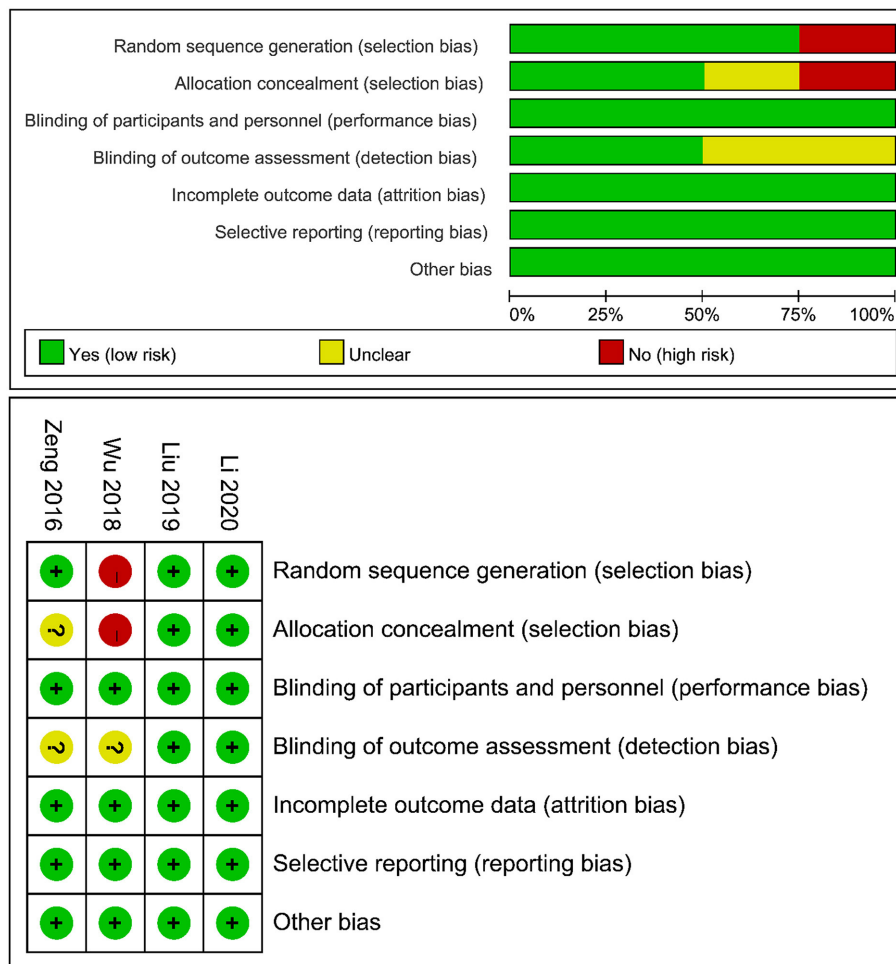 Random sequence generation (selection bias)
Allocation concealment (selection bias)
Blinding of participants and personnel (performance bias)
Blinding of outcome assessment (detection bias)
Incomplete outcome data (attrition bias)
Selective reporting (reporting bias)
Other bias
0% 25% 50% 75% 100%
Yes (low risk) Unclear No (high risk)
Zeng 2016 Wu 2018 Liu 2019 Li 2020
+ – + + Random sequence generation (selection bias)
? – + + Allocation concealment (selection bias)
+ + + + Blinding of participants and personnel (performance bias)
? ? + + Blinding of outcome assessment (detection bias)
+ + + + Incomplete outcome data (attrition bias)
+ + + + Selective reporting (reporting bias)
+ + + + Other bias